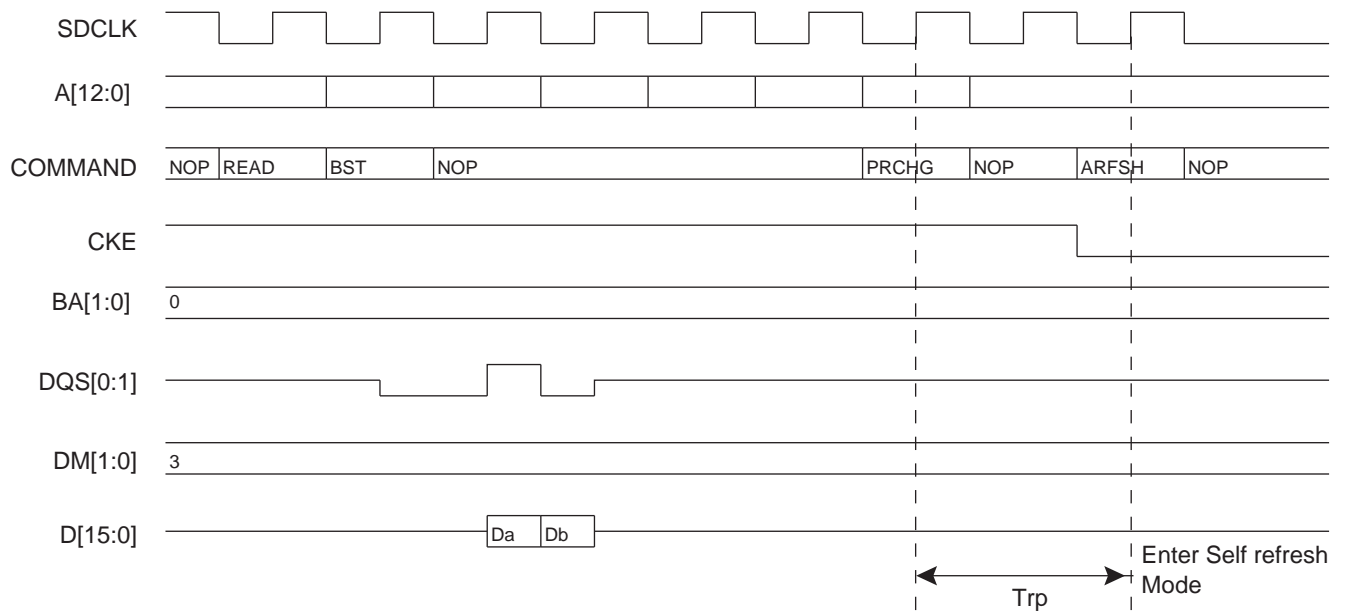 SDCLK
A[12:0]
COMMAND NOP READ BST NOP PRCHG NOP ARFSH NOP
CKE
BA[1:0] 0
DQS[0:1]
DM[1:0] 3
D[15:0] Da Db
Enter Self refresh
Mode
Trp